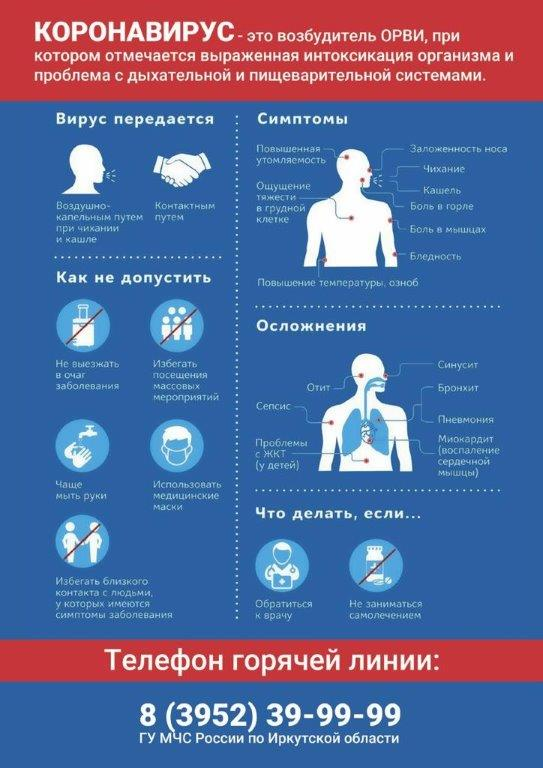 КОРОНАВИРУС - это возбудитель ОРВИ, при
котором отмечается выраженная интоксикация организма и
проблема с дыхательной и пищеварительной системами.
Вирус передается
Воздушно-
капельным путем
при чихании
и кашле
Контактным
путем
Как не допустить
Не выезжать
в очаг
заболевания
Избегать
посещения
массовых
мероприятий
Чаще
мыть руки
Использовать
медицинские
маски
Избегать близкого
контакта с людьми,
у которых имеются
симптомы заболевания
Симптомы
Повышенная
утомляемость
Ощущение
тяжести
в грудной
клетке
Заложенность носа
Чихание
Кашель
Боль в горле
Боль в мышцах
Бледность
Повышение температуры, озноб
Осложнения
Отит
Сепсис
Проблемы
с ЖКТ
(у детей)
Синусит
Бронхит
Пневмония
Миокардит
(воспаление
сердечной
мышцы)
Что делать, если...
Обратиться
к врачу
Не заниматься
самолечением
Телефон горячей линии:
8 (3952) 39-99-99
ГУ МЧС России по Иркутской области